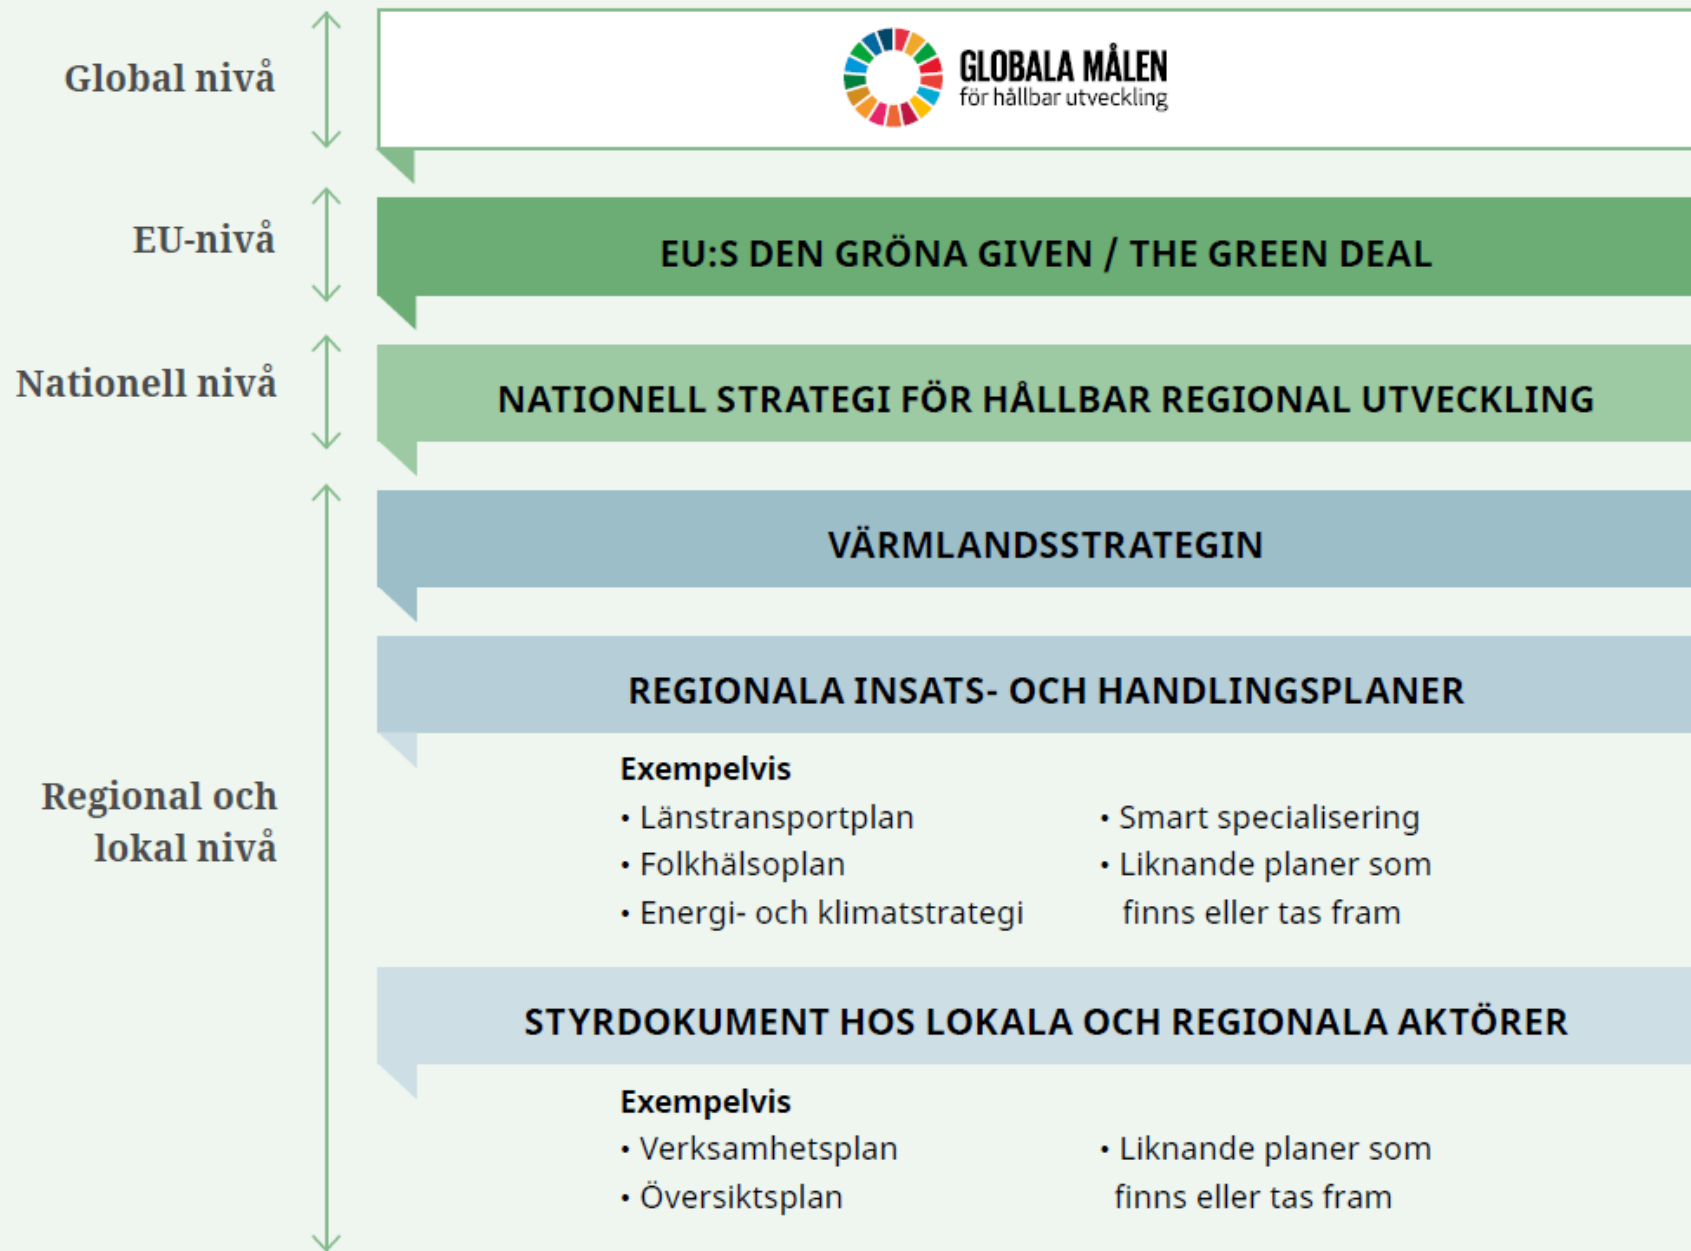 Global nivå
GLOBALA MÅLEN
för hållbar utveckling
EU-nivå
EU:S DEN GRÖNA GIVEN / THE GREEN DEAL
Nationell nivå
NATIONELL STRATEGI FÖR HÅLLBAR REGIONAL UTVECKLING
Regional och
lokal nivå
VÄRMLANDSSTRATEGIN
REGIONALA INSATS- OCH HANDLINGSPLANER
Exempelvis
• Länstransportplan
• Folkhälsoplan
• Energi- och klimatstrategi
• Smart specialisering
• Liknande planer som
finns eller tas fram
STYRDOKUMENT HOS LOKALA OCH REGIONALA AKTÖRER
Exempelvis
• Verksamhetsplan
• Översiktsplan
• Liknande planer som
finns eller tas fram